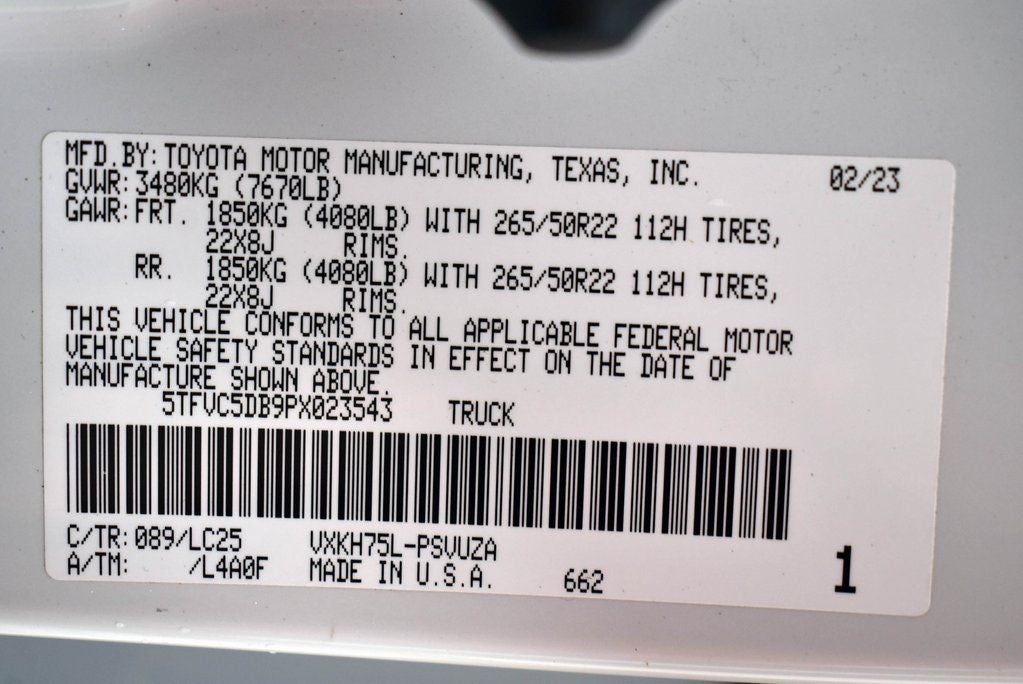 MFD.BY: TOYOTA MOTOR MANUFACTURING, TEXAS, INC. 02/23
GVWR: 3480KG (7670LB)
GAWR: FRT. 1850KG (4080LB) WITH 265/50R22 112H TIRES,
22X8J RIMS.
RR. 1850KG (4080LB) WITH 265/50R22 112H TIRES,
22X8J RIMS.
THIS VEHICLE CONFORMS TO ALL APPLICABLE FEDERAL MOTOR
VEHICLE SAFETY STANDARDS IN EFFECT ON THE DATE OF
MANUFACTURE SHOWN ABOVE.
5TFVC5DB9PX023543 TRUCK
C/TR: 089/LC25 VXKH75L-PSVUZA
A/TM: /L4A0F MADE IN U.S.A. 662 1